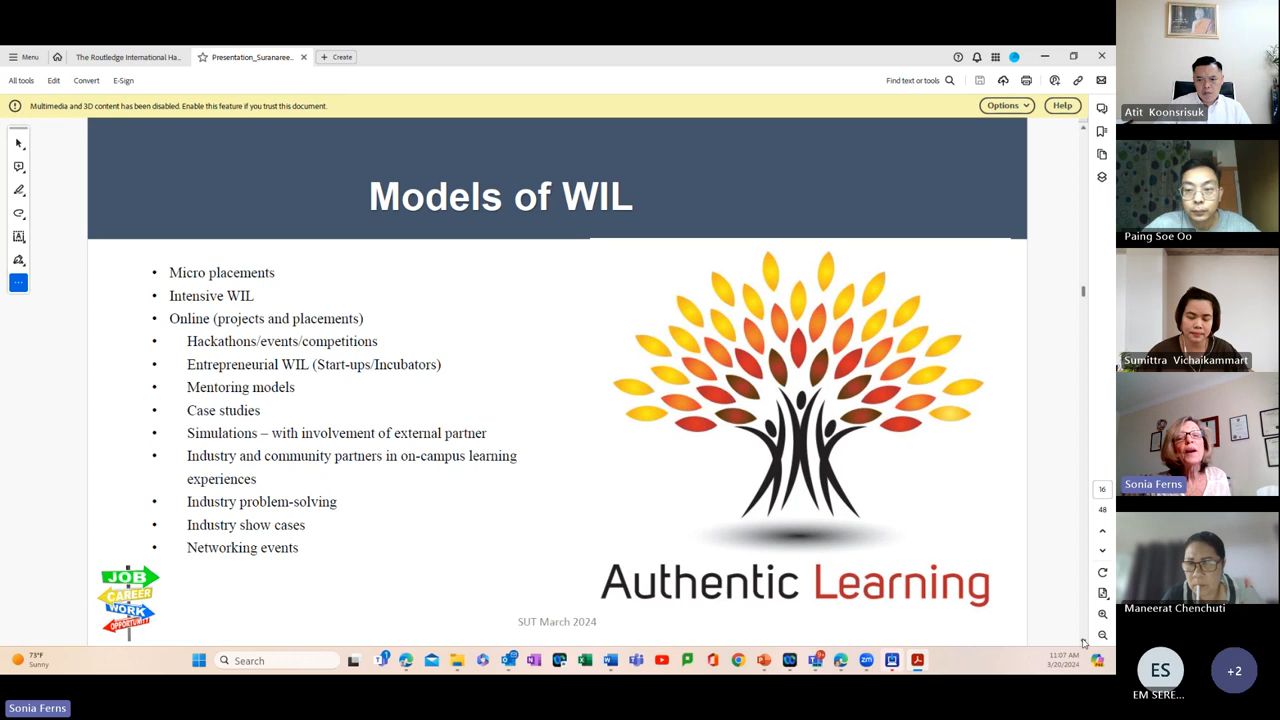 Menu
The Routledge International Ha...
Presentation_Suranaree...
Create
All tools
Edit
Convert
E-Sign
Find text or tools
Multimedia and 3D content has been disabled. Enable this feature if you trust this document.
Options
Help
Models of WIL
• Micro placements
• Intensive WIL
• Online (projects and placements)
• Hackathons/events/competitions
• Entrepreneurial WIL (Start-ups/Incubators)
• Mentoring models
• Case studies
• Simulations – with involvement of external partner
• Industry and community partners in on-campus learning
experiences
• Industry problem-solving
• Industry show cases
• Networking events
Authentic Learning
JOB
CAREER
WORK
OPPORTUNITY
SUT March 2024
16
48
73°F
Sunny
Search
11:07 AM
3/20/2024
Atit Koonsrisuk
Paing Soe Oo
Sumittra Vichaikammart
Sonia Ferns
Maneerat Chenchuti
ES
EM SERE...
+2
Sonia Ferns